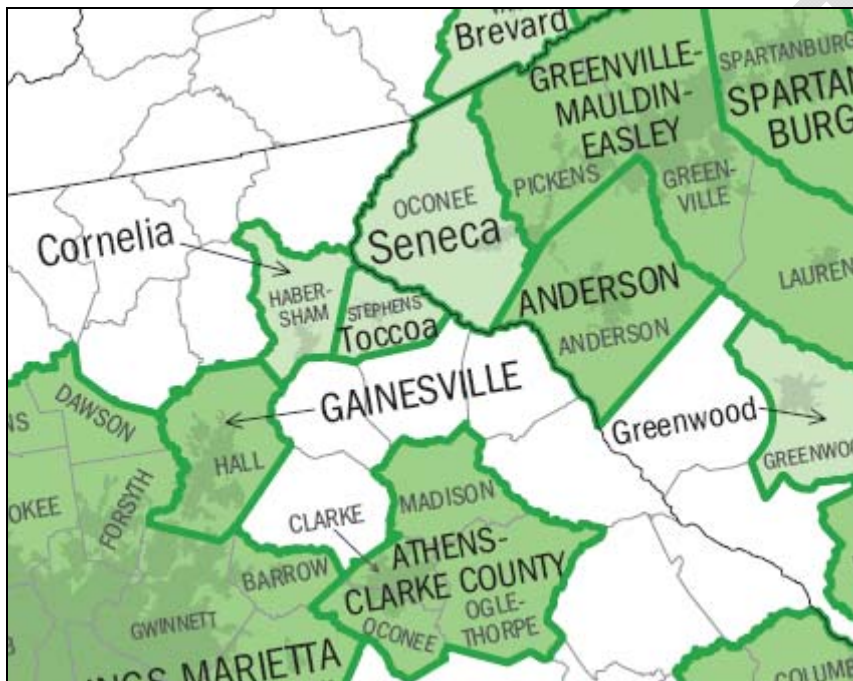 Brevard
SPARTANBURG
GREENVILLE-
MAULDIN-
EASLEY
SPARTAN
BURG
PICKENS
GREEN-
VILLE
OCONEE
Seneca
Cornelia
LAUREN
HABER-
SHAM
STEPHENS
Toccoa
ANDERSON
ANDERSON
GAINESVILLE
DAWSON
NS
Greenwood
GREENWOO
HALL
FORSYTH
OKEE
MADISON
CLARKE
ATHENS-
CLARKE COUNTY
BARROW
OGLE-
THORPE
OCONEE
GWINNETT
NGS-MARIETTA
COLUMB